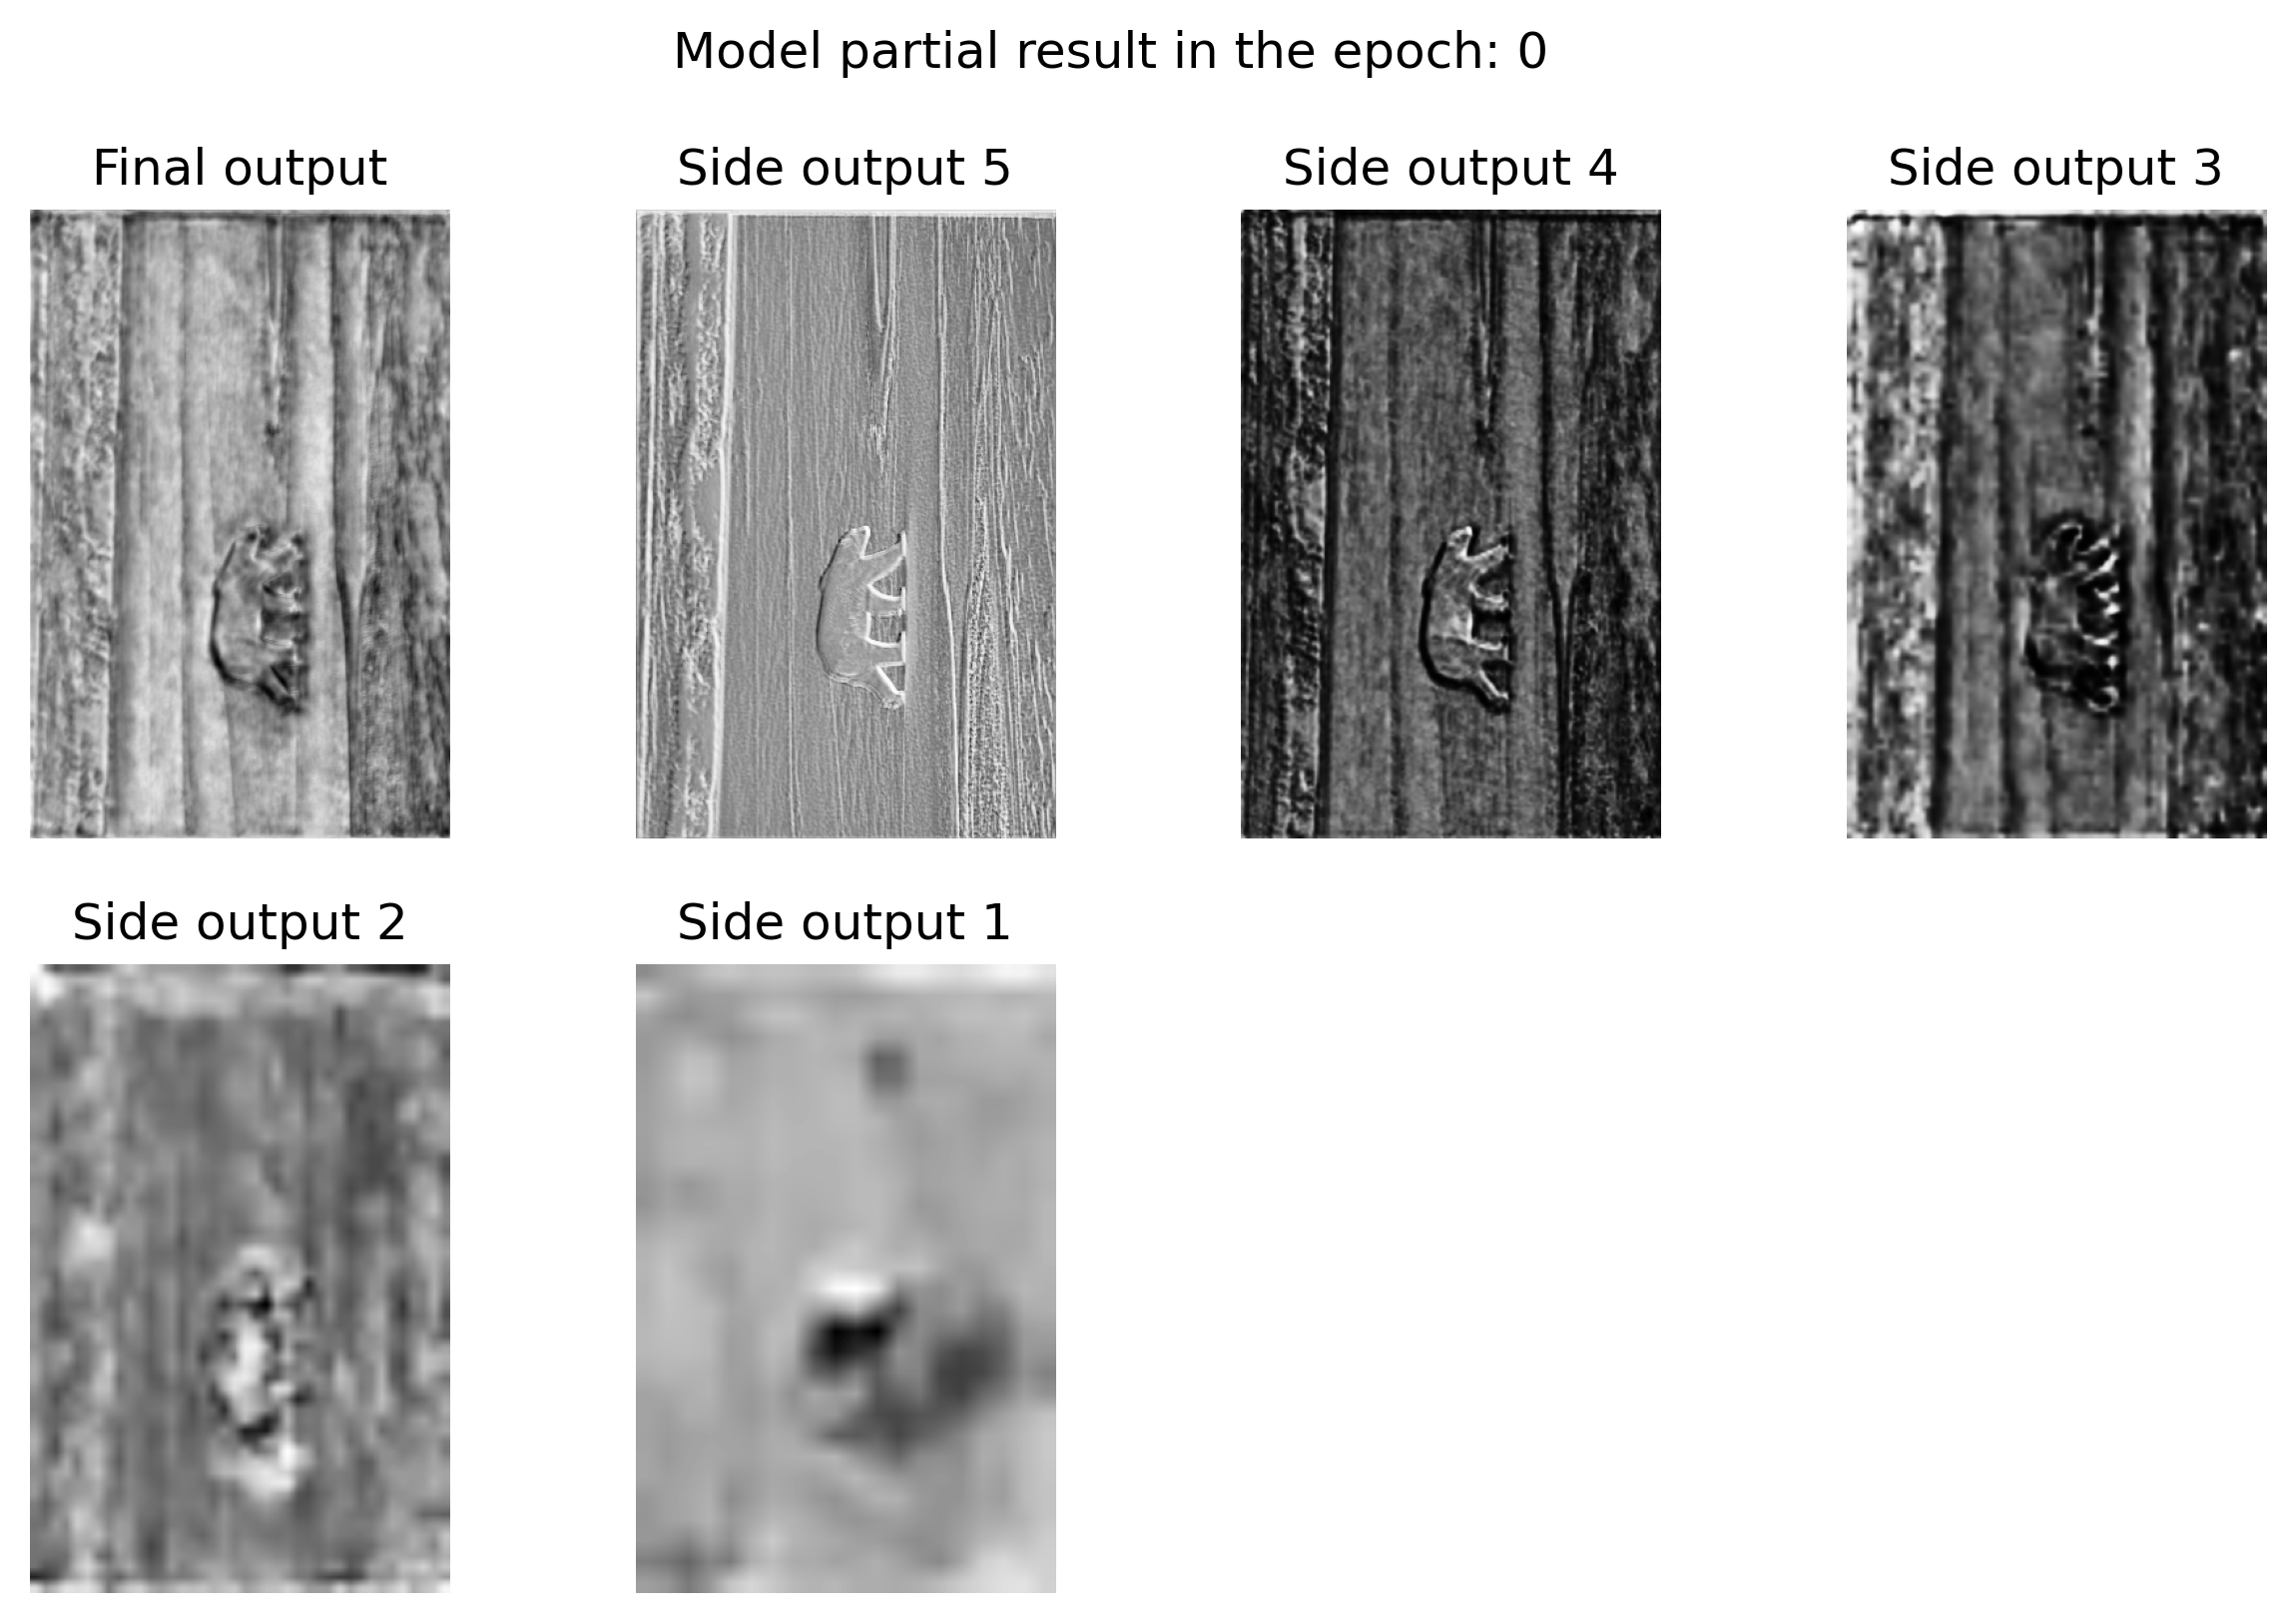 Model partial result in the epoch: 0
Final output
Side output 5
Side output 4
Side output 3
Side output 2
Side output 1